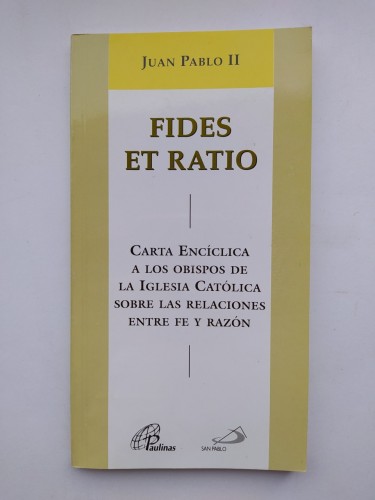 JUAN PABLO II
FIDES
ET RATIO
CARTA ENCÍCLICA
A LOS OBISPOS DE
LA IGLESIA CATÓLICA
SOBRE LAS RELACIONES
ENTRE FE Y RAZÓN
Paulinas
SAN PABLO